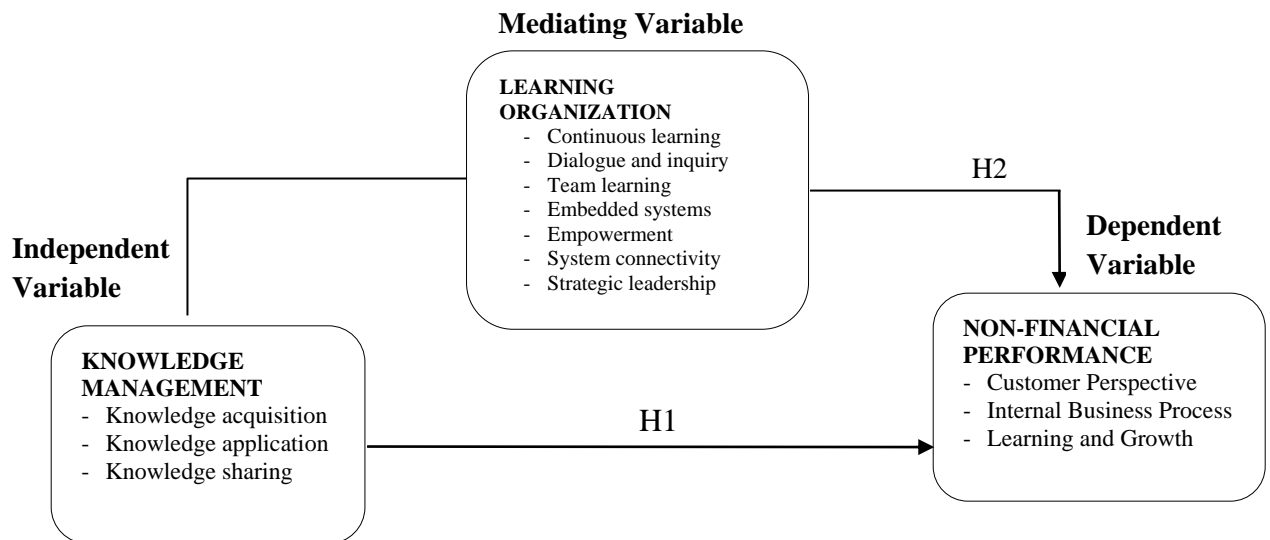 Mediating Variable
LEARNING
ORGANIZATION
- Continuous learning
- Dialogue and inquiry
- Team learning
- Embedded systems
- Empowerment
- System connectivity
- Strategic leadership
H2
Independent
Variable
Dependent
Variable
KNOWLEDGE
MANAGEMENT
- Knowledge acquisition
- Knowledge application
- Knowledge sharing
H1
NON-FINANCIAL
PERFORMANCE
- Customer Perspective
- Internal Business Process
- Learning and Growth